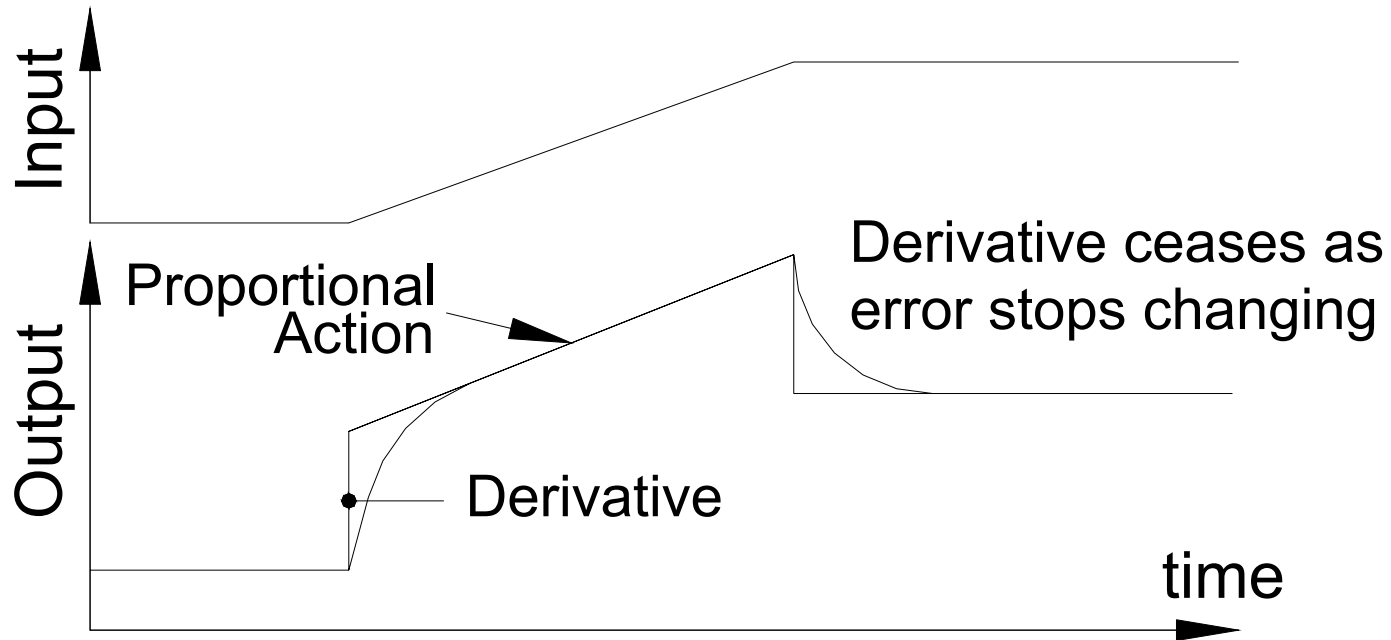 Input
Output
Proportional
Action
Derivative
Derivative ceases as
error stops changing
time